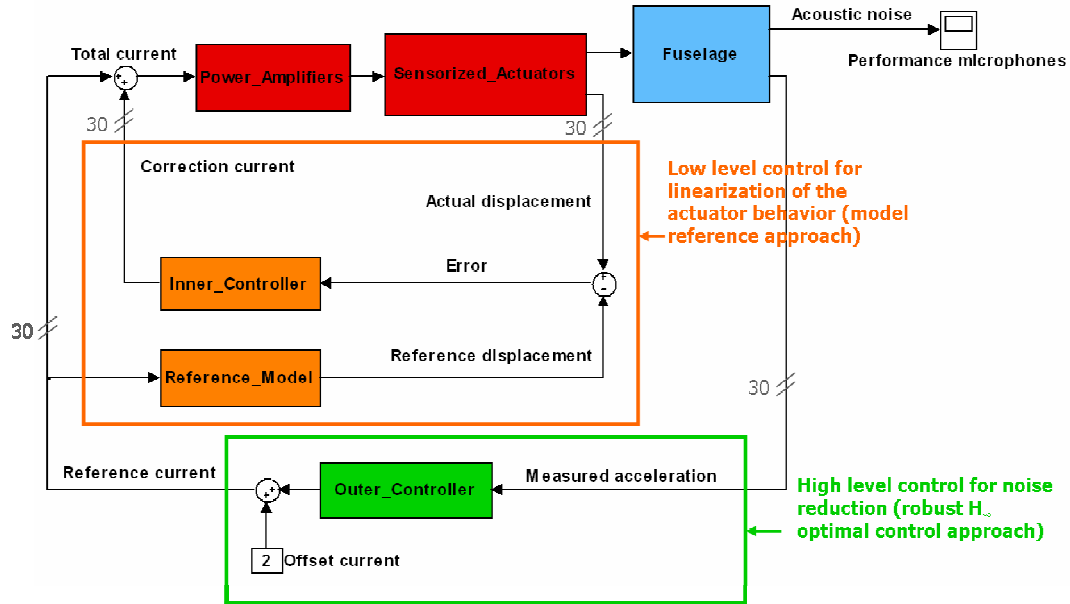 Acoustic noise
Total current
Power_Amplifiers
Sensorized_Actuators
Fuselage
Performance microphones
+
+
30
30
Correction current
Low level control for
linearization of the
actuator behavior (model
reference approach)
Actual displacement
Error
+
-
Inner_Controller
30
Reference displacement
Reference_Model
30
Reference current
Outer_Controller
Measured acceleration
+
+
High level control for noise
reduction (robust H∞
optimal control approach)
2
Offset current